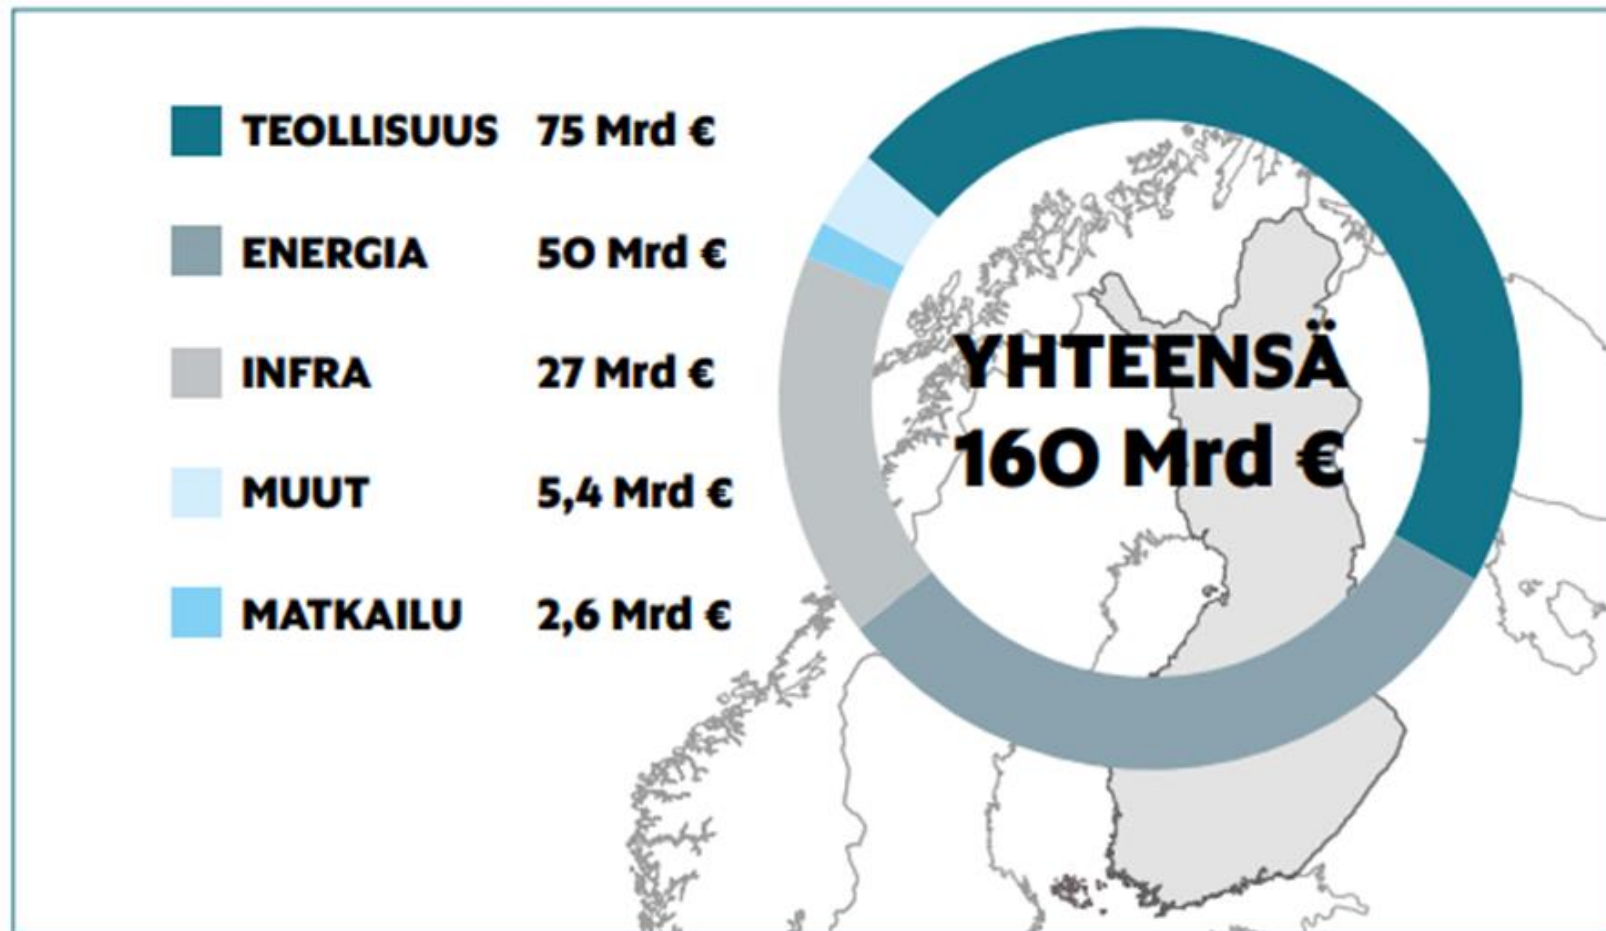 TEOLLISUUS 75 Mrd €
ENERGIA 50 Mrd €
INFRA 27 Mrd €
MUUT 5,4 Mrd €
MATKAILU 2,6 Mrd €
YHTEENSÄ
160 Mrd €